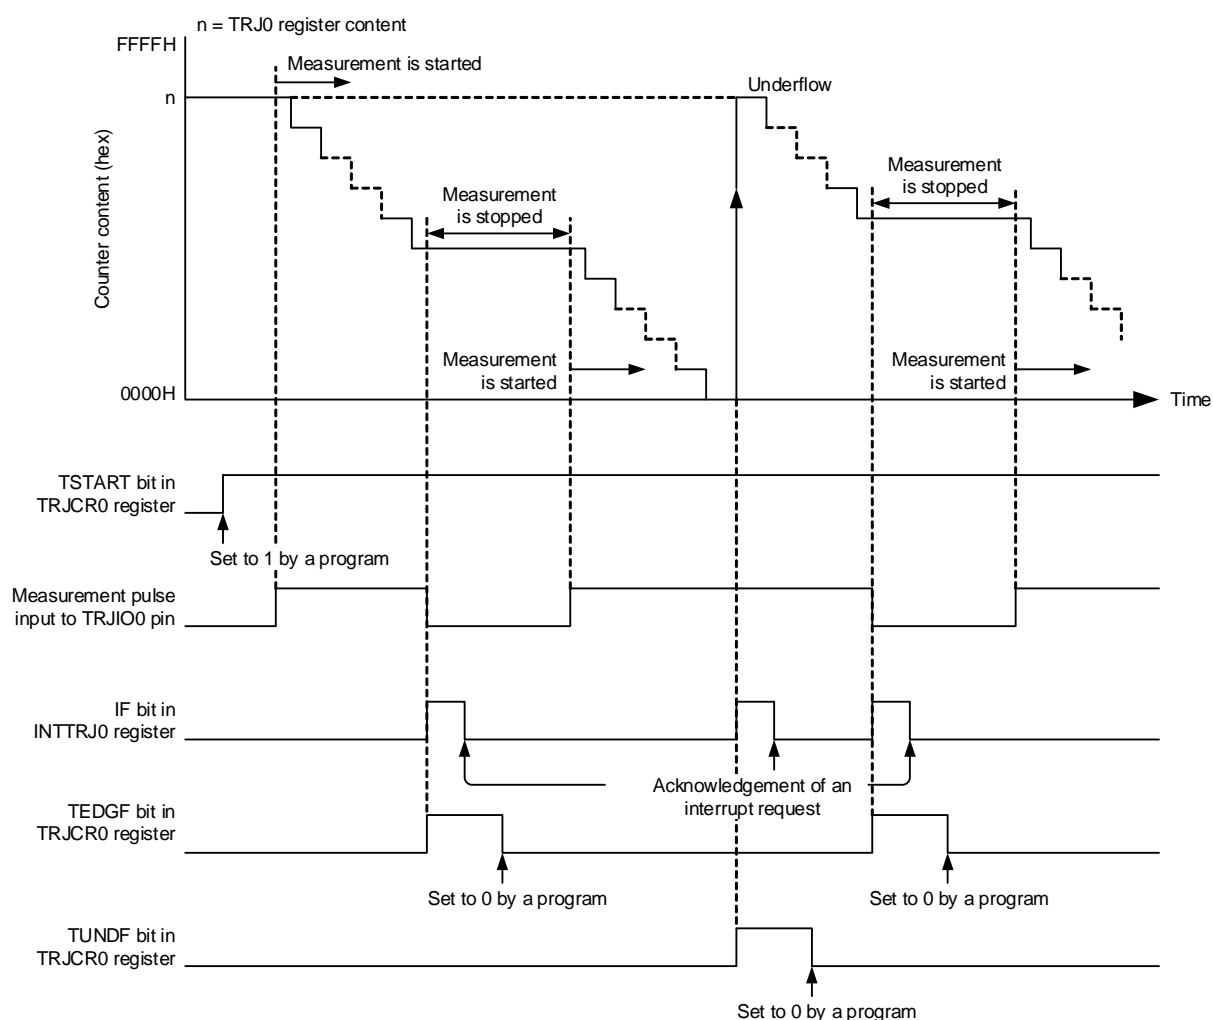 n = TRJ0 register content
FFFFH
Measurement is started
Underflow
n
Counter content (hex)
Measurement
is stopped
Measurement
is stopped
Measurement
is started
Measurement
is started
0000H
Time
TSTART bit in
TRJCR0 register
Set to 1 by a program
Measurement pulse
input to TRJIO0 pin
IF bit in
INTTRJ0 register
Acknowledgement of an
interrupt request
TEDGF bit in
TRJCR0 register
Set to 0 by a program
Set to 0 by a program
TUNDF bit in
TRJCR0 register
Set to 0 by a program